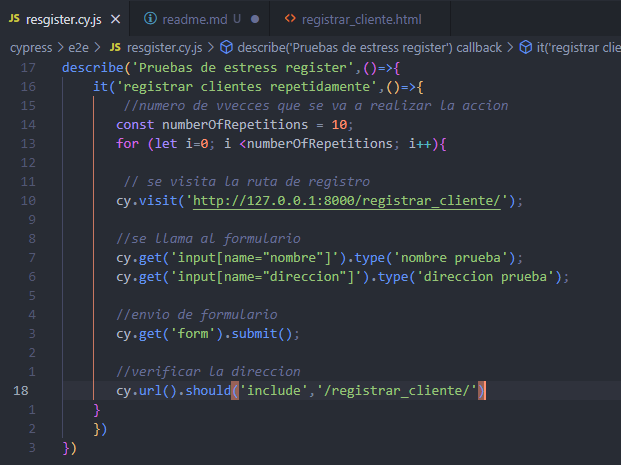 JS resgister.cy.js ×
readme.md U ●
<> registrar_cliente.html
cypress > e2e > JS resgister.cy.js > describe('Pruebas de estress register') callback > it('registrar clie
17 describe('Pruebas de estress register',()=>{
16 it('registrar clientes repetidamente',()=>{
15 //numero de vvecces que se va a realizar la accion
14 const numberOfRepetitions = 10;
13 for (let i=0; i <numberOfRepetitions; i++){
12
11 // se visita la ruta de registro
10 cy.visit('http://127.0.0.1:8000/registrar_cliente/');
9
8 //se llama al formulario
7 cy.get('input[name="nombre"]').type('nombre prueba');
6 cy.get('input[name="direccion"]').type('direccion prueba');
5
4 //envio de formulario
3 cy.get('form').submit();
2
1 //verificar la direccion
18 cy.url().should('include','/registrar_cliente/')
1 }
2 })
3 })